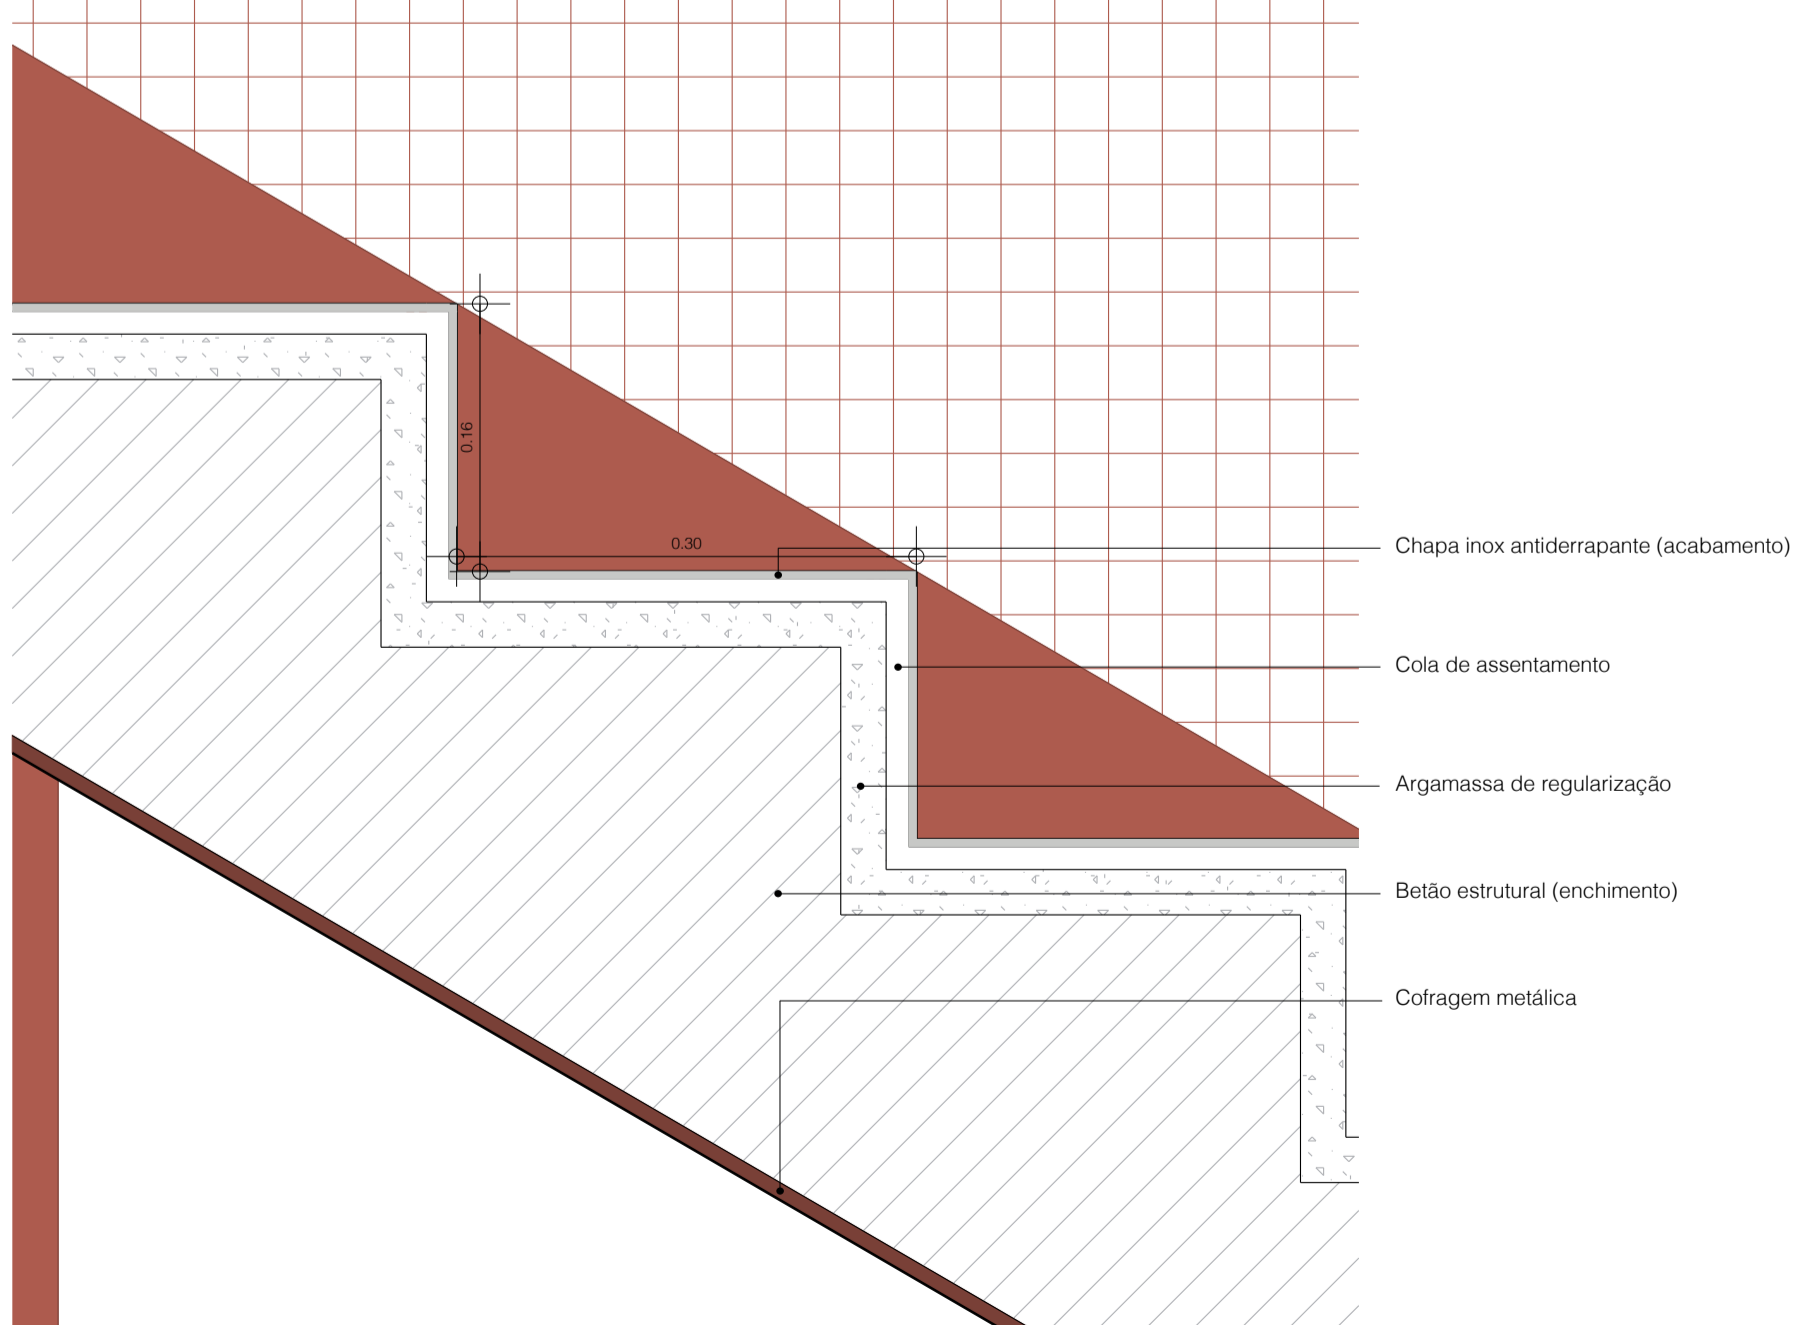 0.16
0.30
Chapa inox antiderrapante (acabamento)
Cola de assentamento
Argamassa de regularização
Betão estrutural (enchimento)
Cofragem metálica